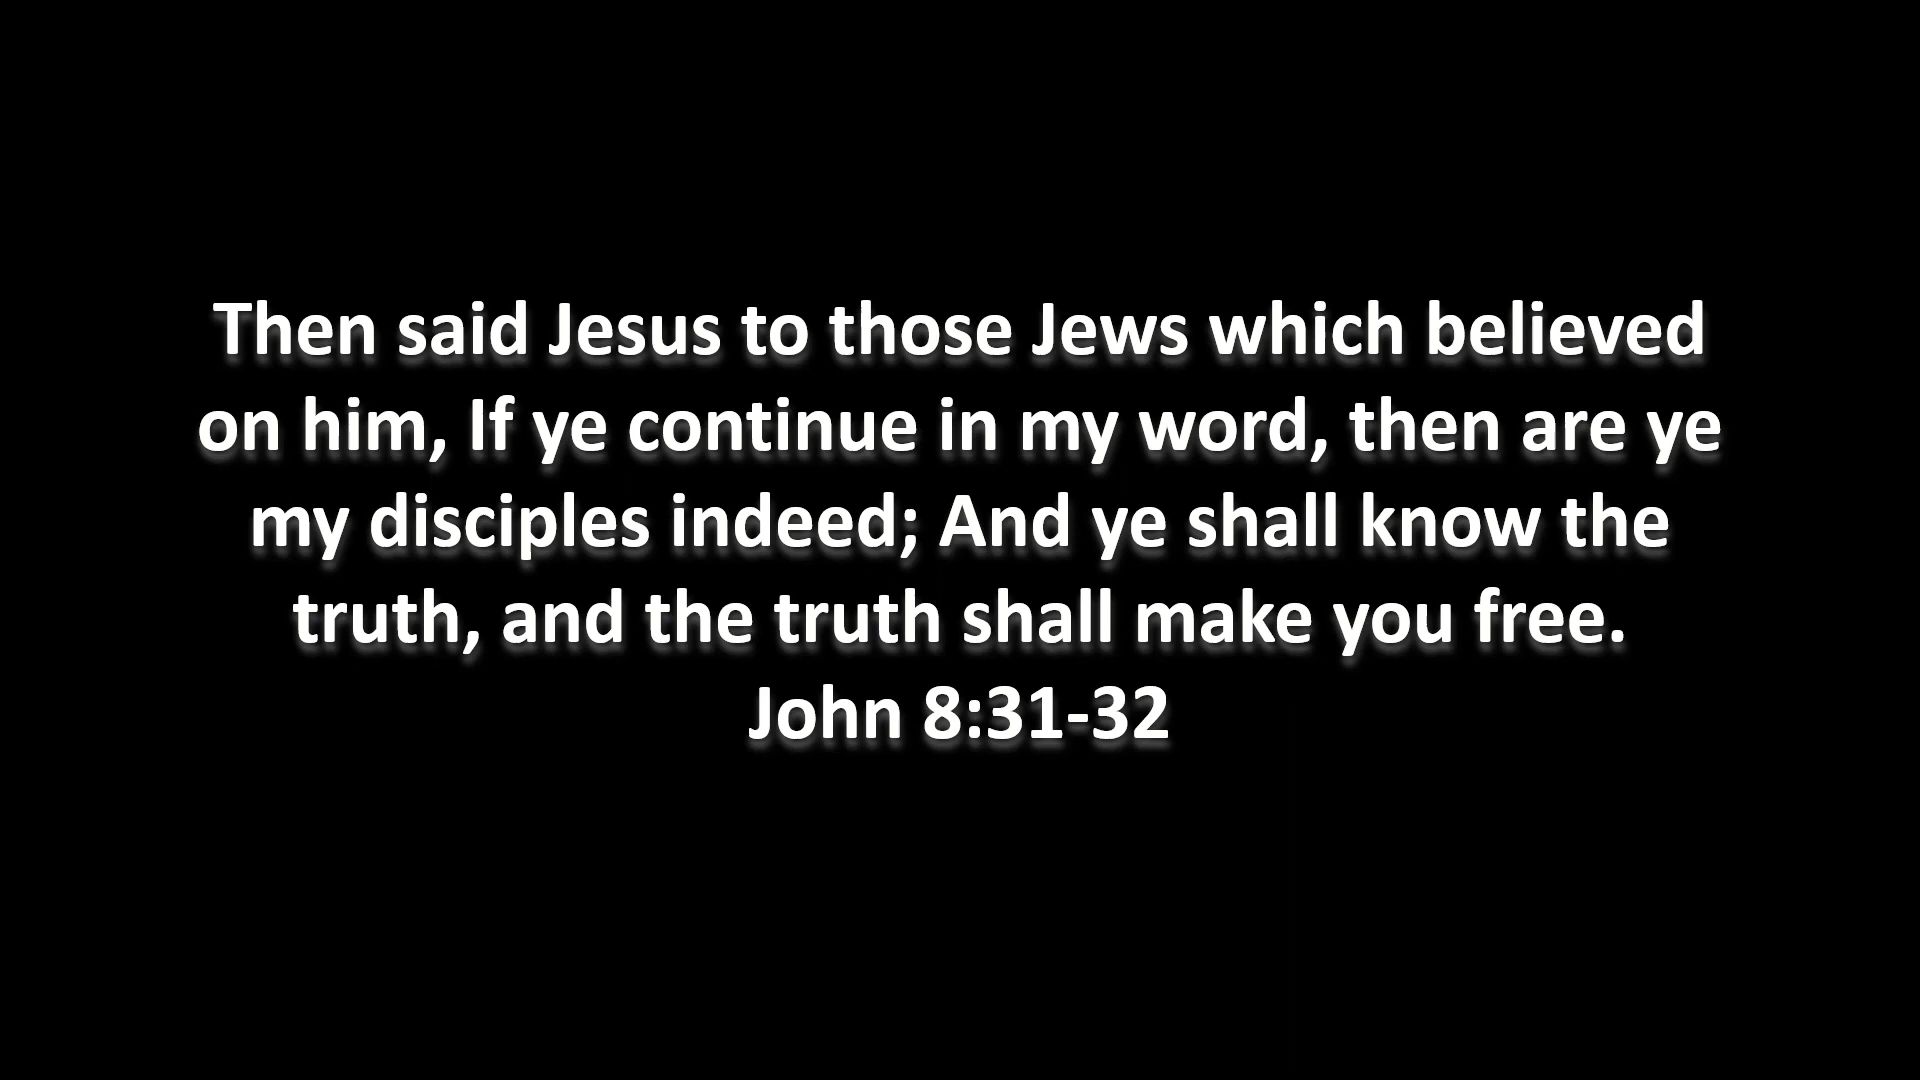 Then said Jesus to those Jews which believed
on him, If ye continue in my word, then are ye
my disciples indeed; And ye shall know the
truth, and the truth shall make you free.
John 8:31-32